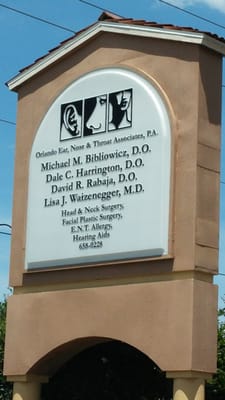 Orlando Ear, Nose & Throat Associates, P.A.
Michael M. Bibliowicz, D.O.
Dale C. Harrington, D.O.
David R. Rabaja, D.O.
Lisa J. Waizenegger, M.D.
Head & Neck Surgery,
Facial Plastic Surgery,
E.N.T. Allergy,
Hearing Aids
658-0228